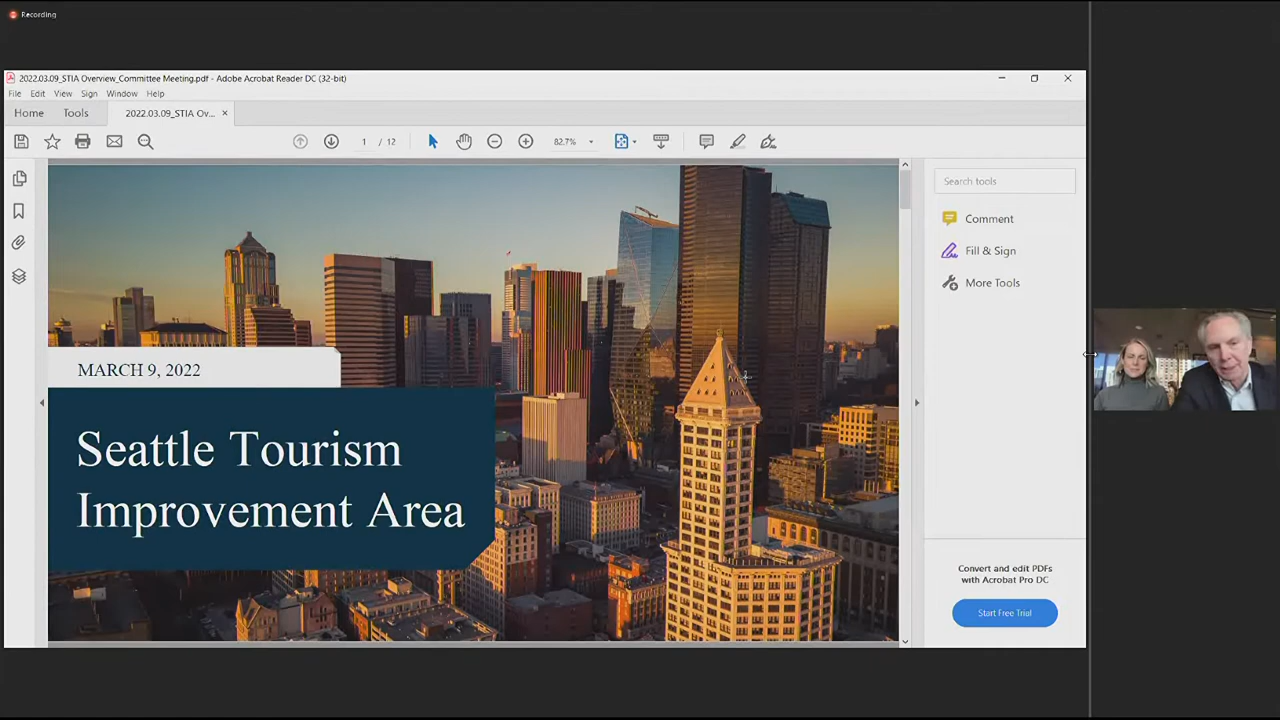 Recording
2022.03.09_STIA Overview_Committee Meeting.pdf - Adobe Acrobat Reader DC (32-bit)
File Edit View Sign Window Help
Home Tools 2022.03.09_STIA Ov... ×
1 / 12 82.7%
Search tools
Comment
Fill & Sign
More Tools
MARCH 9, 2022
Seattle Tourism
Improvement Area
Convert and edit PDFs
with Acrobat Pro DC
Start Free Trial